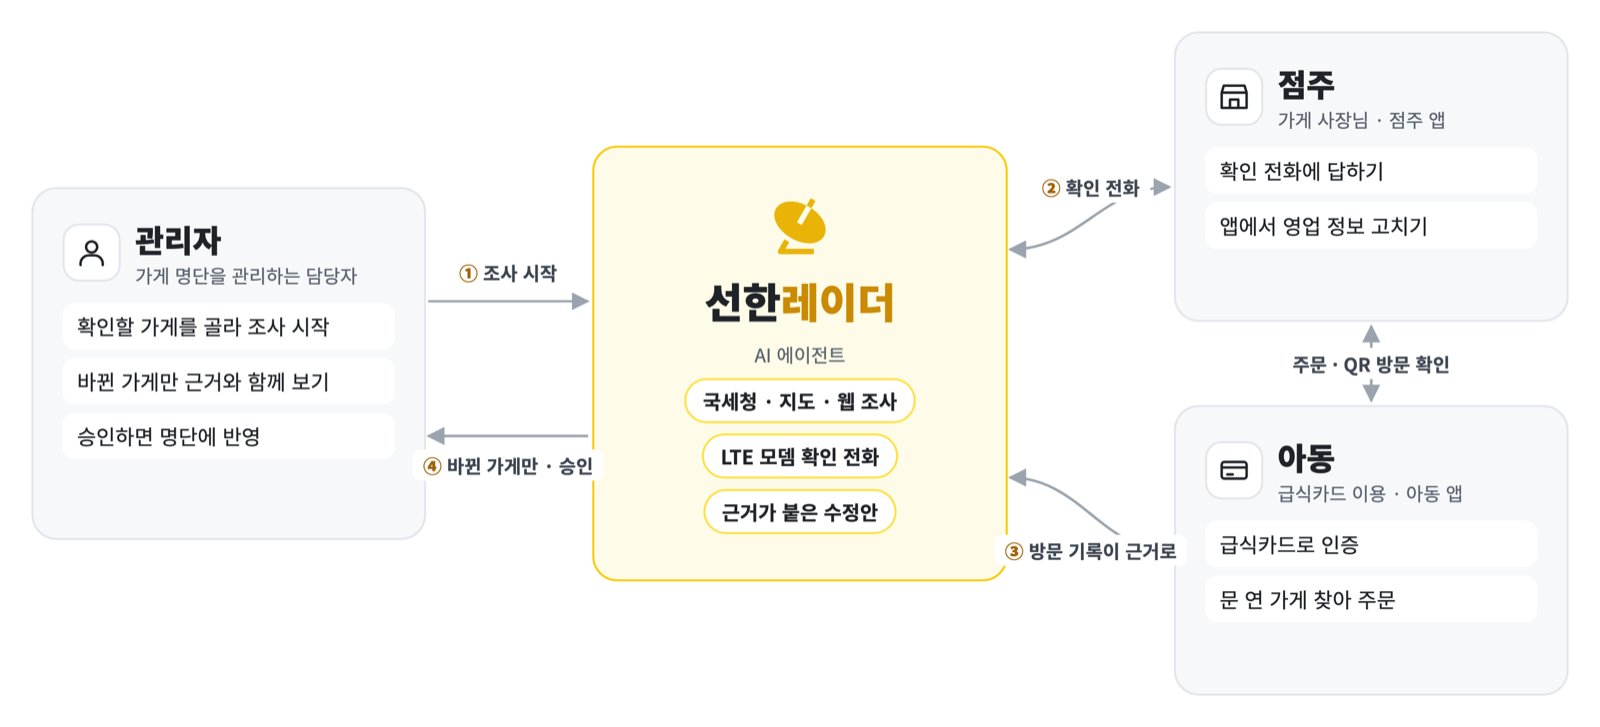 관리자
가게 명단을 관리하는 담당자
확인할 가게를 골라 조사 시작
바뀐 가게만 근거와 함께 보기
승인하면 명단에 반영
① 조사 시작
④ 바뀐 가게만 · 승인
선한레이더
AI 에이전트
국세청 · 지도 · 웹 조사
LTE 모뎀 확인 전화
근거가 붙은 수정안
② 확인 전화
③ 방문 기록이 근거로
점주
가게 사장님 · 점주 앱
확인 전화에 답하기
앱에서 영업 정보 고치기
주문 · QR 방문 확인
아동
급식카드 이용 · 아동 앱
급식카드로 인증
문 연 가게 찾아 주문